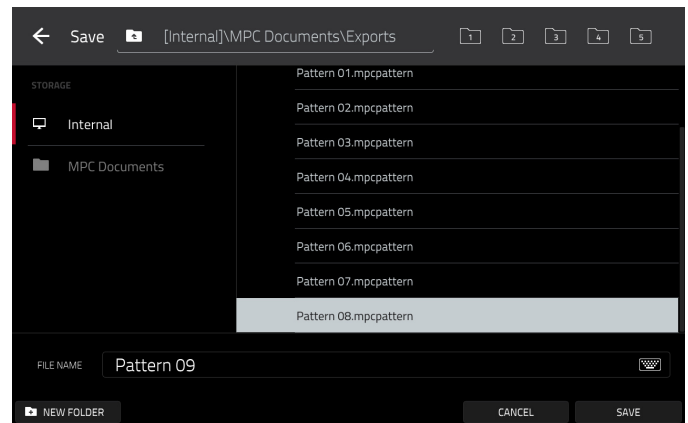 Save [Internal]\MPC Documents\Exports 1 2 3 4 5
STORAGE
Internal
MPC Documents
Pattern 01.mpcpattern
Pattern 02.mpcpattern
Pattern 03.mpcpattern
Pattern 04.mpcpattern
Pattern 05.mpcpattern
Pattern 06.mpcpattern
Pattern 07.mpcpattern
Pattern 08.mpcpattern
FILE NAME Pattern 09
NEW FOLDER CANCEL SAVE